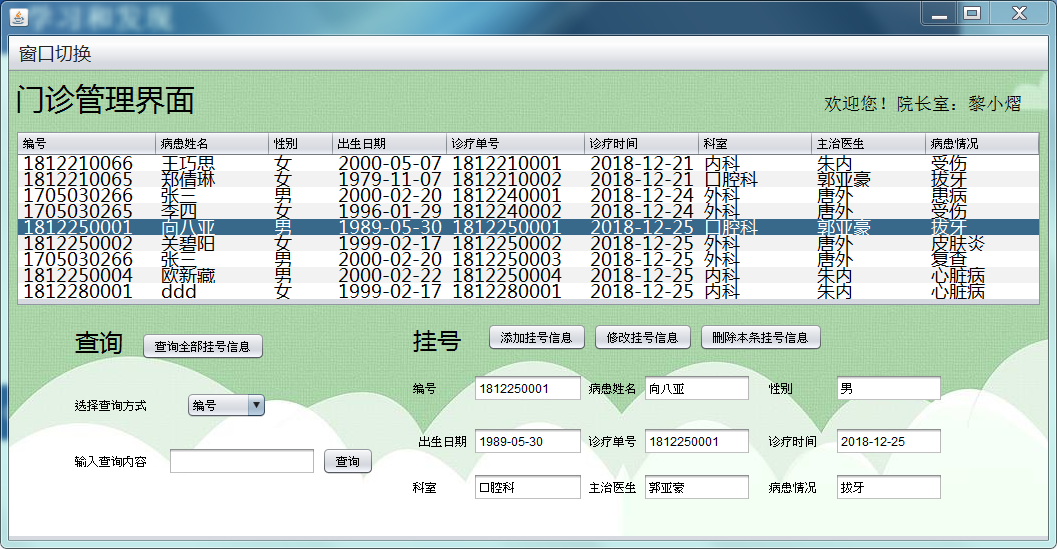 学习和发现
窗口切换
门诊管理界面
欢迎您！院长室：黎小熠
编号 病患姓名 性别 出生日期 诊疗单号 诊疗时间 科室 主治医生 病患情况
1812210066 王巧思 女 2000-05-07 1812210001 2018-12-21 内科 朱内 受伤
1812210065 郑倩琳 女 1979-11-07 1812210002 2018-12-21 口腔科 郭亚豪 拔牙
1705030266 张三 男 2000-02-20 1812240001 2018-12-24 外科 唐外 患病
1705030265 李四 女 1996-01-29 1812240002 2018-12-24 外科 唐外 受伤
1812250001 向八亚 男 1989-05-30 1812250001 2018-12-25 口腔科 郭亚豪 拔牙
1812250002 关碧阳 女 1999-02-17 1812250002 2018-12-25 外科 唐外 皮肤炎
1705030266 张三 男 2000-02-20 1812250003 2018-12-25 外科 唐外 复查
1812250004 欧新藏 男 2000-02-22 1812250004 2018-12-25 内科 朱内 心脏病
1812280001 ddd 女 1999-02-17 1812280001 2018-12-25 内科 朱内 心脏病
查询 查询全部挂号信息
选择查询方式 编号
输入查询内容 查询
挂号 添加挂号信息 修改挂号信息 删除本条挂号信息
编号 1812250001 病患姓名 向八亚 性别 男
出生日期 1989-05-30 诊疗单号 1812250001 诊疗时间 2018-12-25
科室 口腔科 主治医生 郭亚豪 病患情况 拔牙